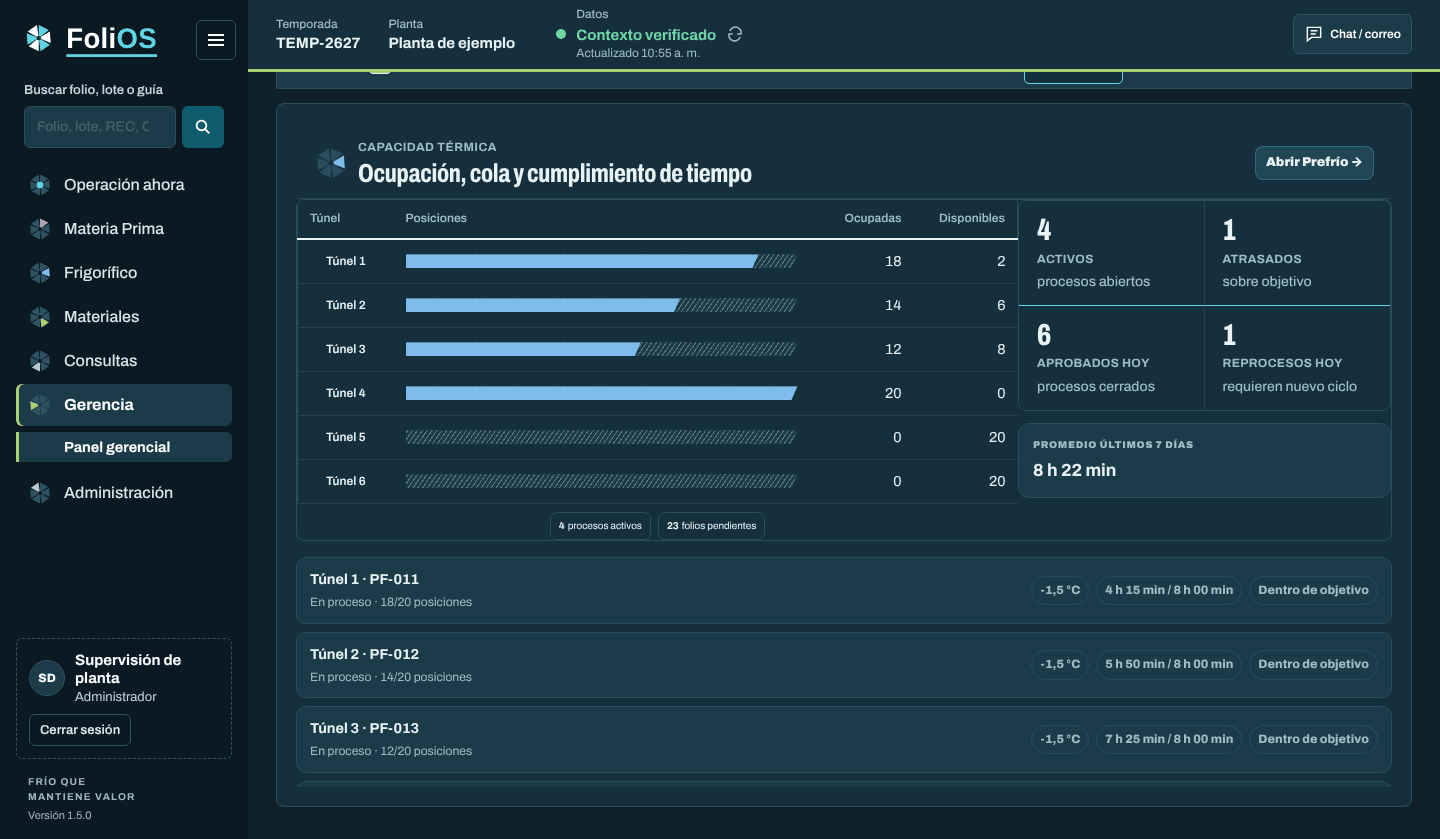 FoliOS
Buscar folio, lote o guía
Folio, lote, REC, C
Operación ahora
Materia Prima
Frigorífico
Materiales
Consultas
Gerencia
Panel gerencial
Administración
SD
Supervisión de
planta
Administrador
Cerrar sesión
FRÍO QUE
MANTIENE VALOR
Versión 1.5.0
Temporada
TEMP-2627
Planta
Planta de ejemplo
Datos
Contexto verificado
Actualizado 10:55 a. m.
Chat / correo
CAPACIDAD TÉRMICA
Ocupación, cola y cumplimiento de tiempo
Abrir Prefrío →
Túnel Posiciones Ocupadas Disponibles
Túnel 1 18 2
Túnel 2 14 6
Túnel 3 12 8
Túnel 4 20 0
Túnel 5 0 20
Túnel 6 0 20
4 procesos activos 23 folios pendientes
4
ACTIVOS
procesos abiertos
1
ATRASADOS
sobre objetivo
6
APROBADOS HOY
procesos cerrados
1
REPROCESOS HOY
requieren nuevo ciclo
PROMEDIO ÚLTIMOS 7 DÍAS
8 h 22 min
Túnel 1 · PF-011
En proceso · 18/20 posiciones
-1,5 °C 4 h 15 min / 8 h 00 min Dentro de objetivo
Túnel 2 · PF-012
En proceso · 14/20 posiciones
-1,5 °C 5 h 50 min / 8 h 00 min Dentro de objetivo
Túnel 3 · PF-013
En proceso · 12/20 posiciones
-1,5 °C 7 h 25 min / 8 h 00 min Dentro de objetivo